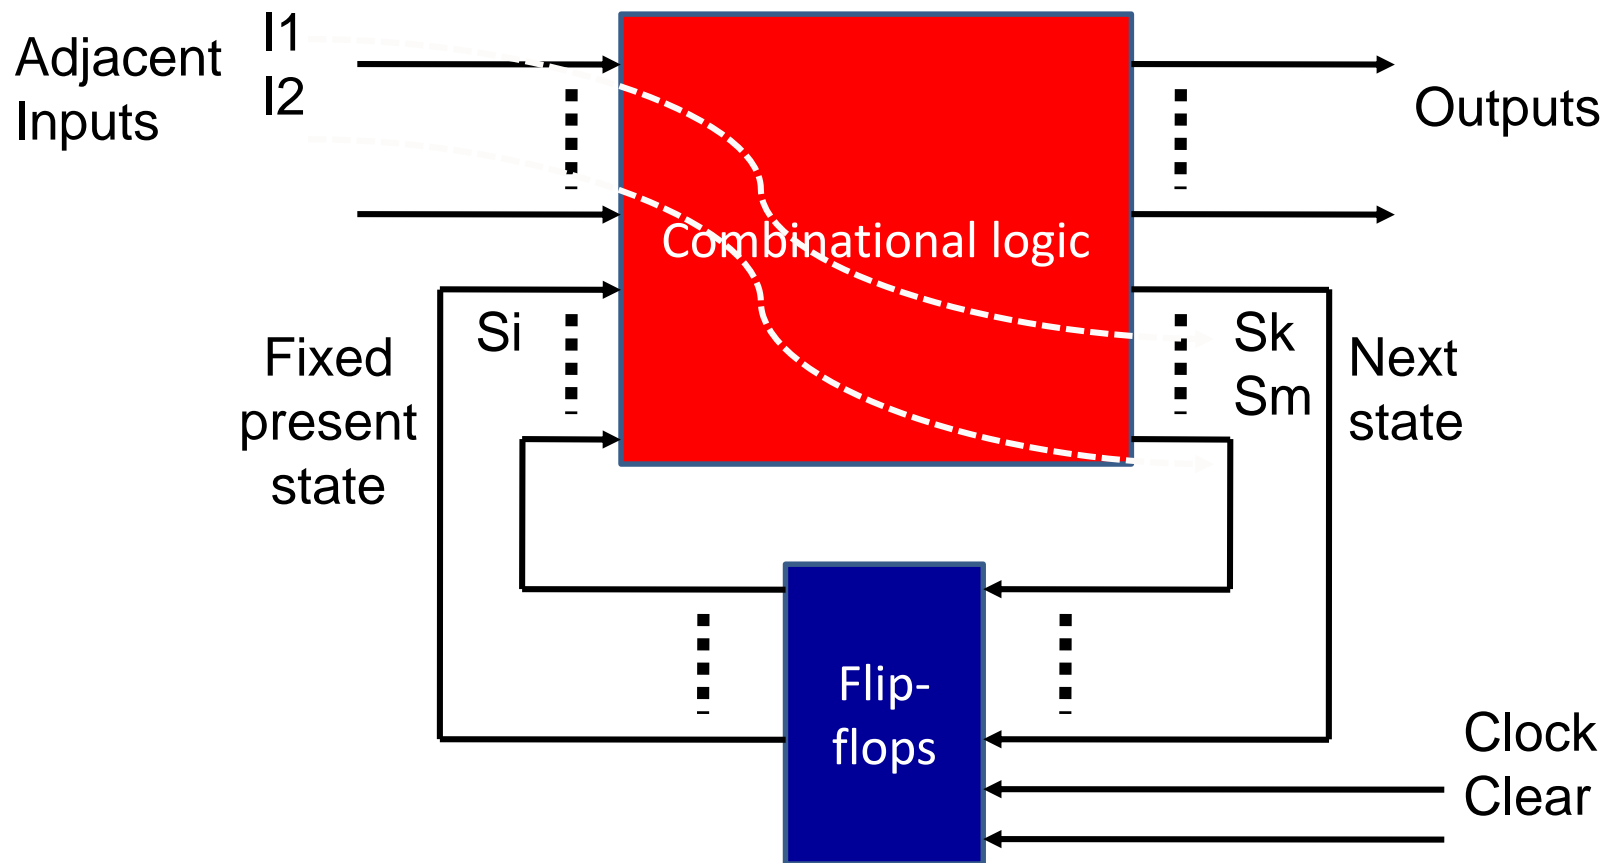 Adjacent
Inputs
I1
I2
Outputs
Combinational logic
Si
Sk
Sm
Fixed
present
state
Next
state
Flip-
flops
Clock
Clear